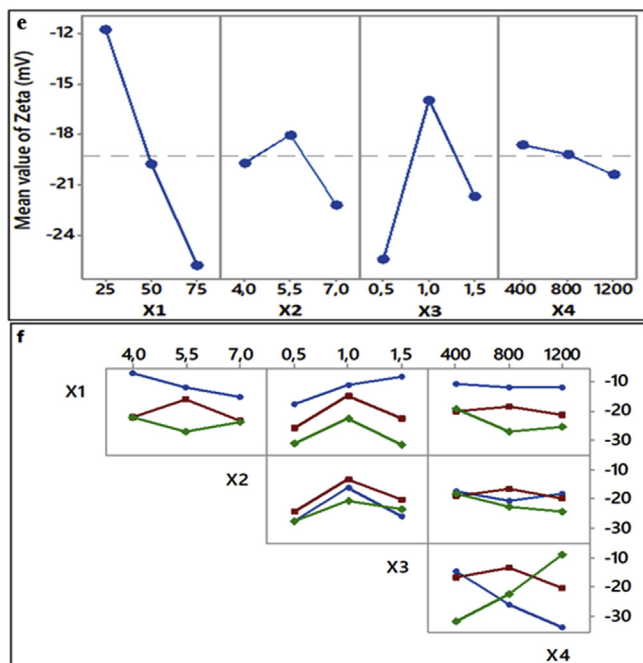 e
Mean value of Zeta (mV)
-12
-15
-18
-21
-24
25 50 75 4,0 5,5 7,0 0,5 1,0 1,5 400 800 1200
X1 X2 X3 X4
f
4,0 5,5 7,0 0,5 1,0 1,5 400 800 1200
X1
-10
-20
-30
X2
-10
-20
-30
X3
-10
-20
-30
X4